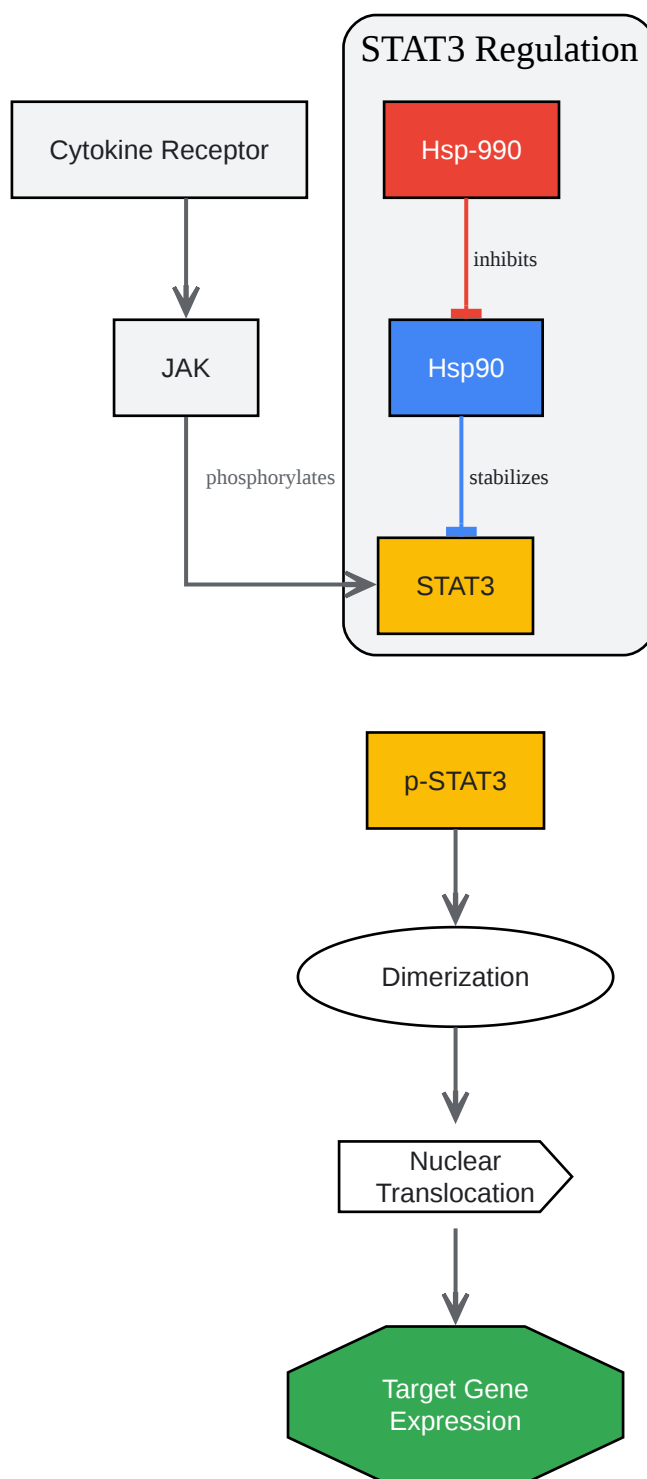 STAT3 Regulation
Cytokine Receptor
Hsp-990
inhibits
JAK
Hsp90
phosphorylates
stabilizes
STAT3
p-STAT3
Dimerization
Nuclear
Translocation
Target Gene
Expression